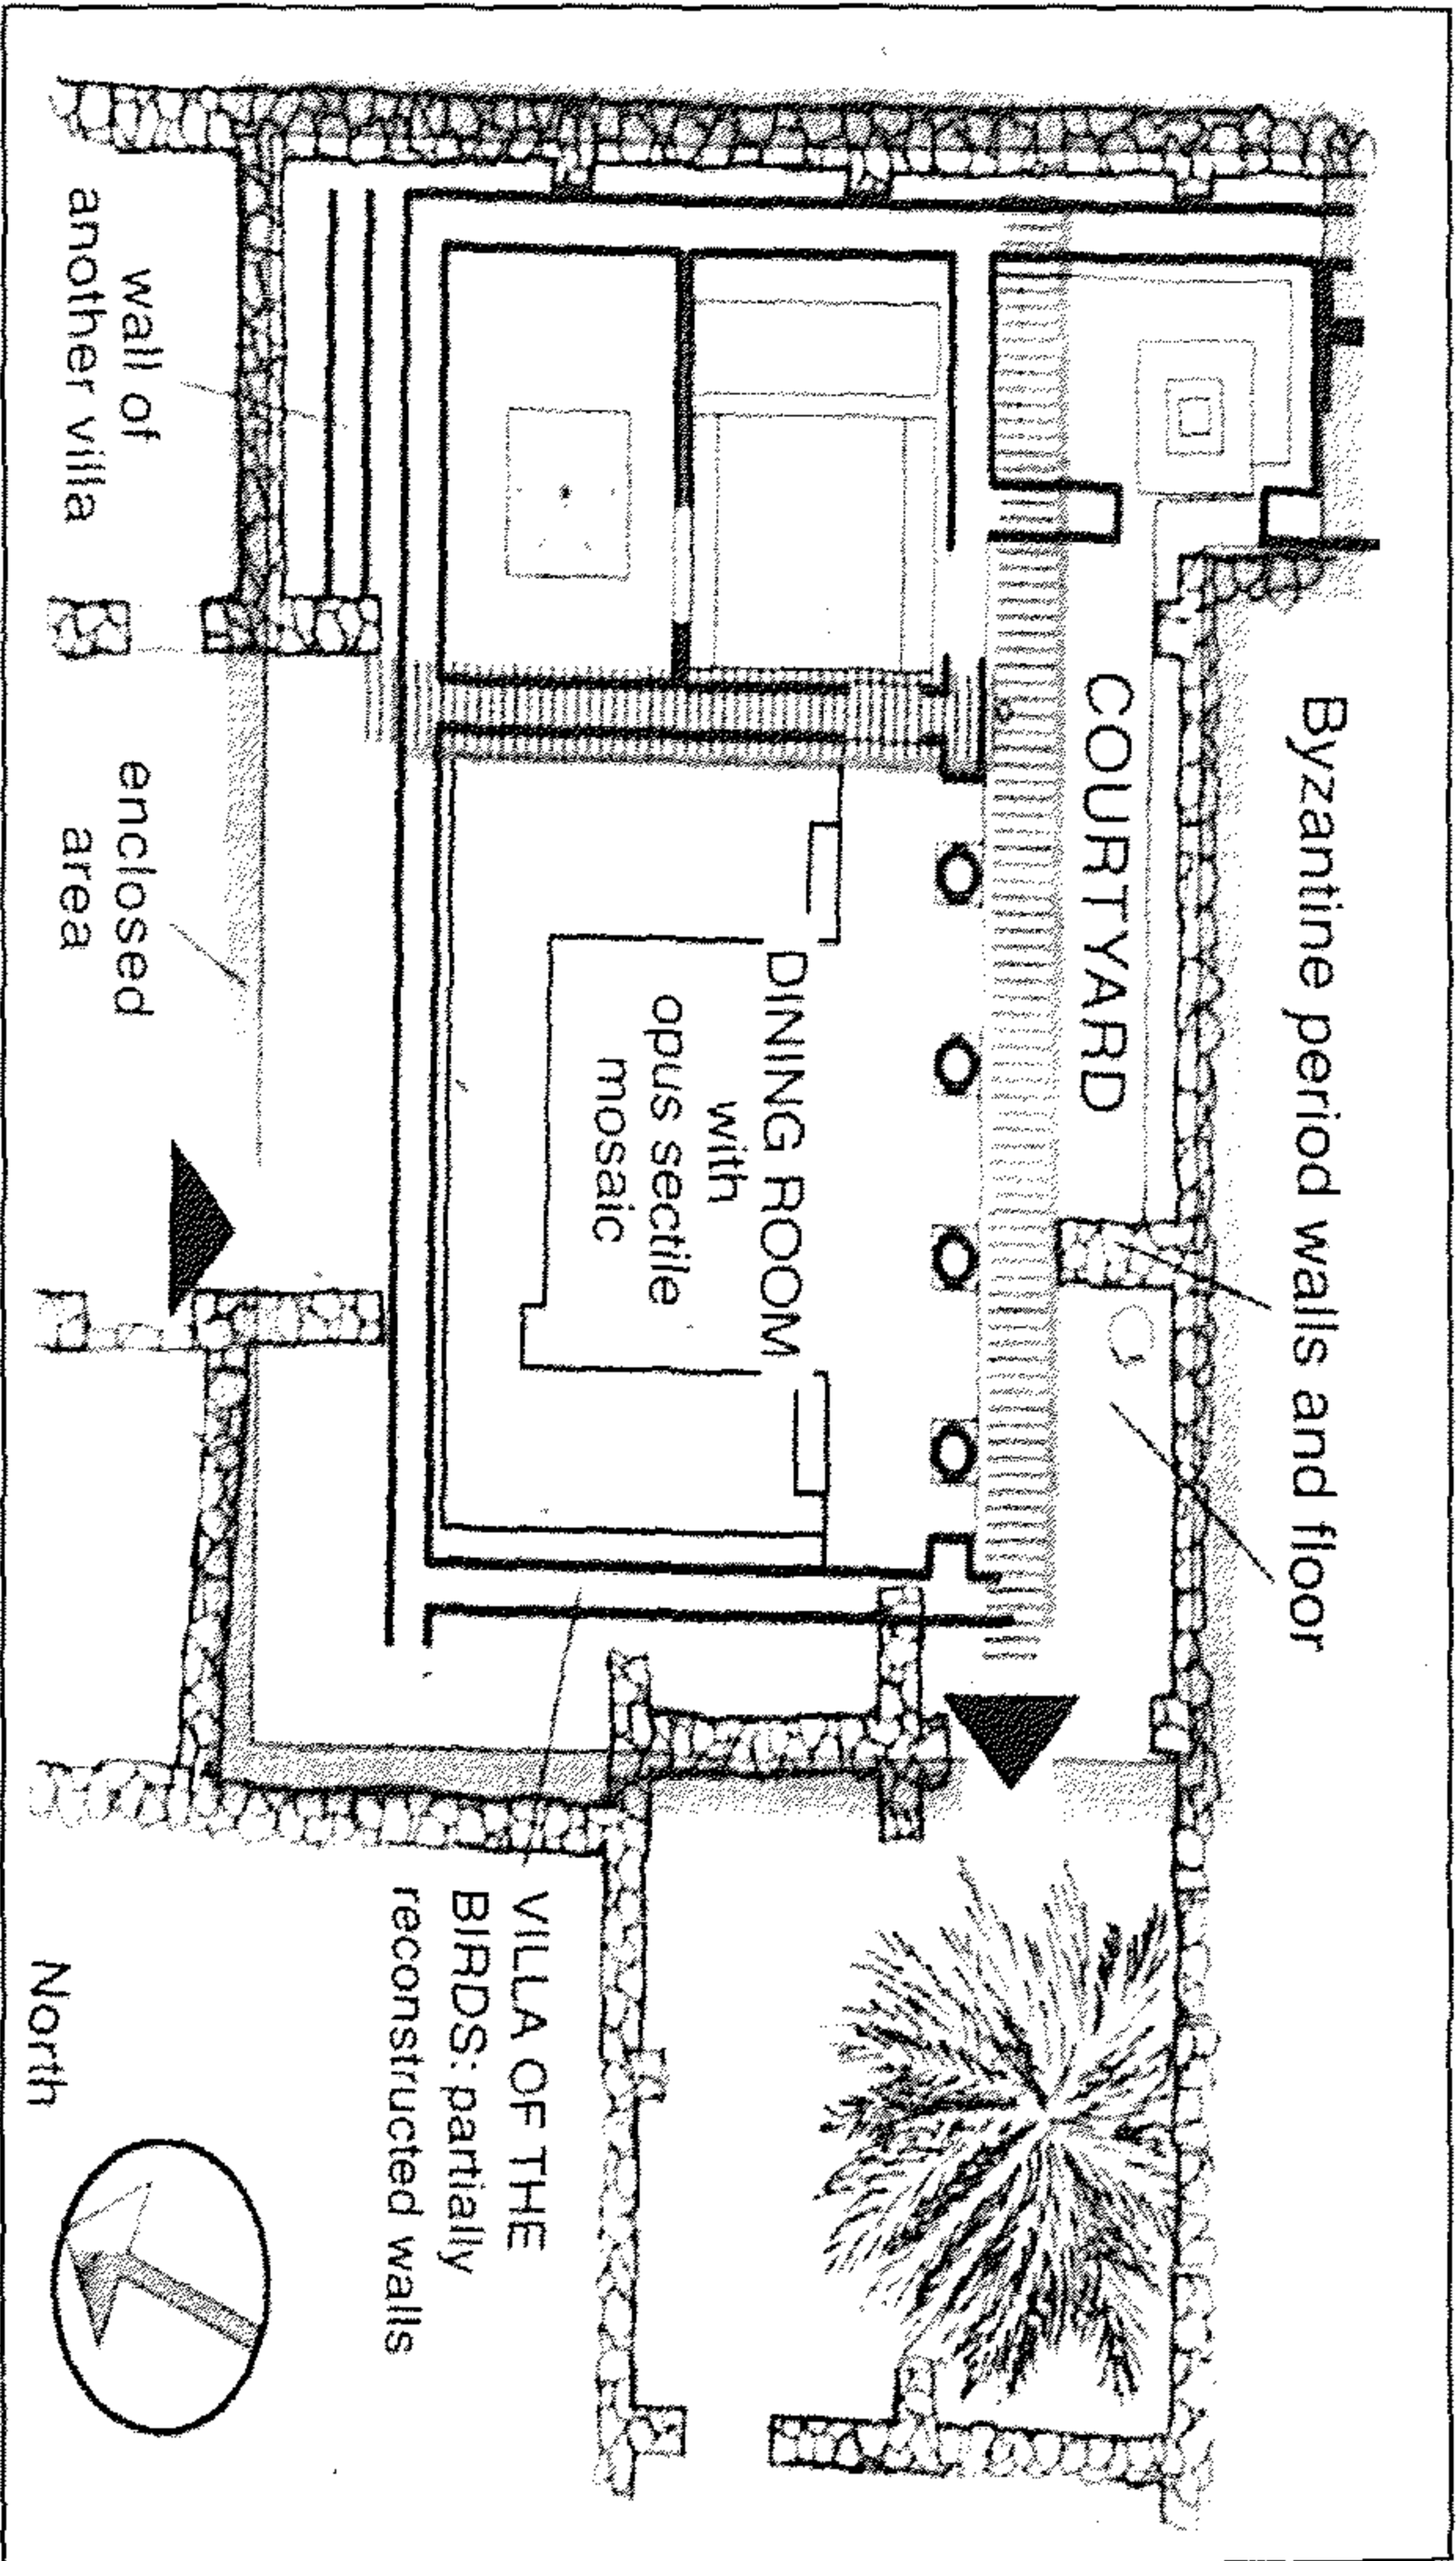 Byzantine period walls and floor
COURTYARD
DINING ROOM
with
opus sectile
mosaic
wall of
another villa
enclosed
area
VILLA OF THE
BIRDS: partially
reconstructed walls
North